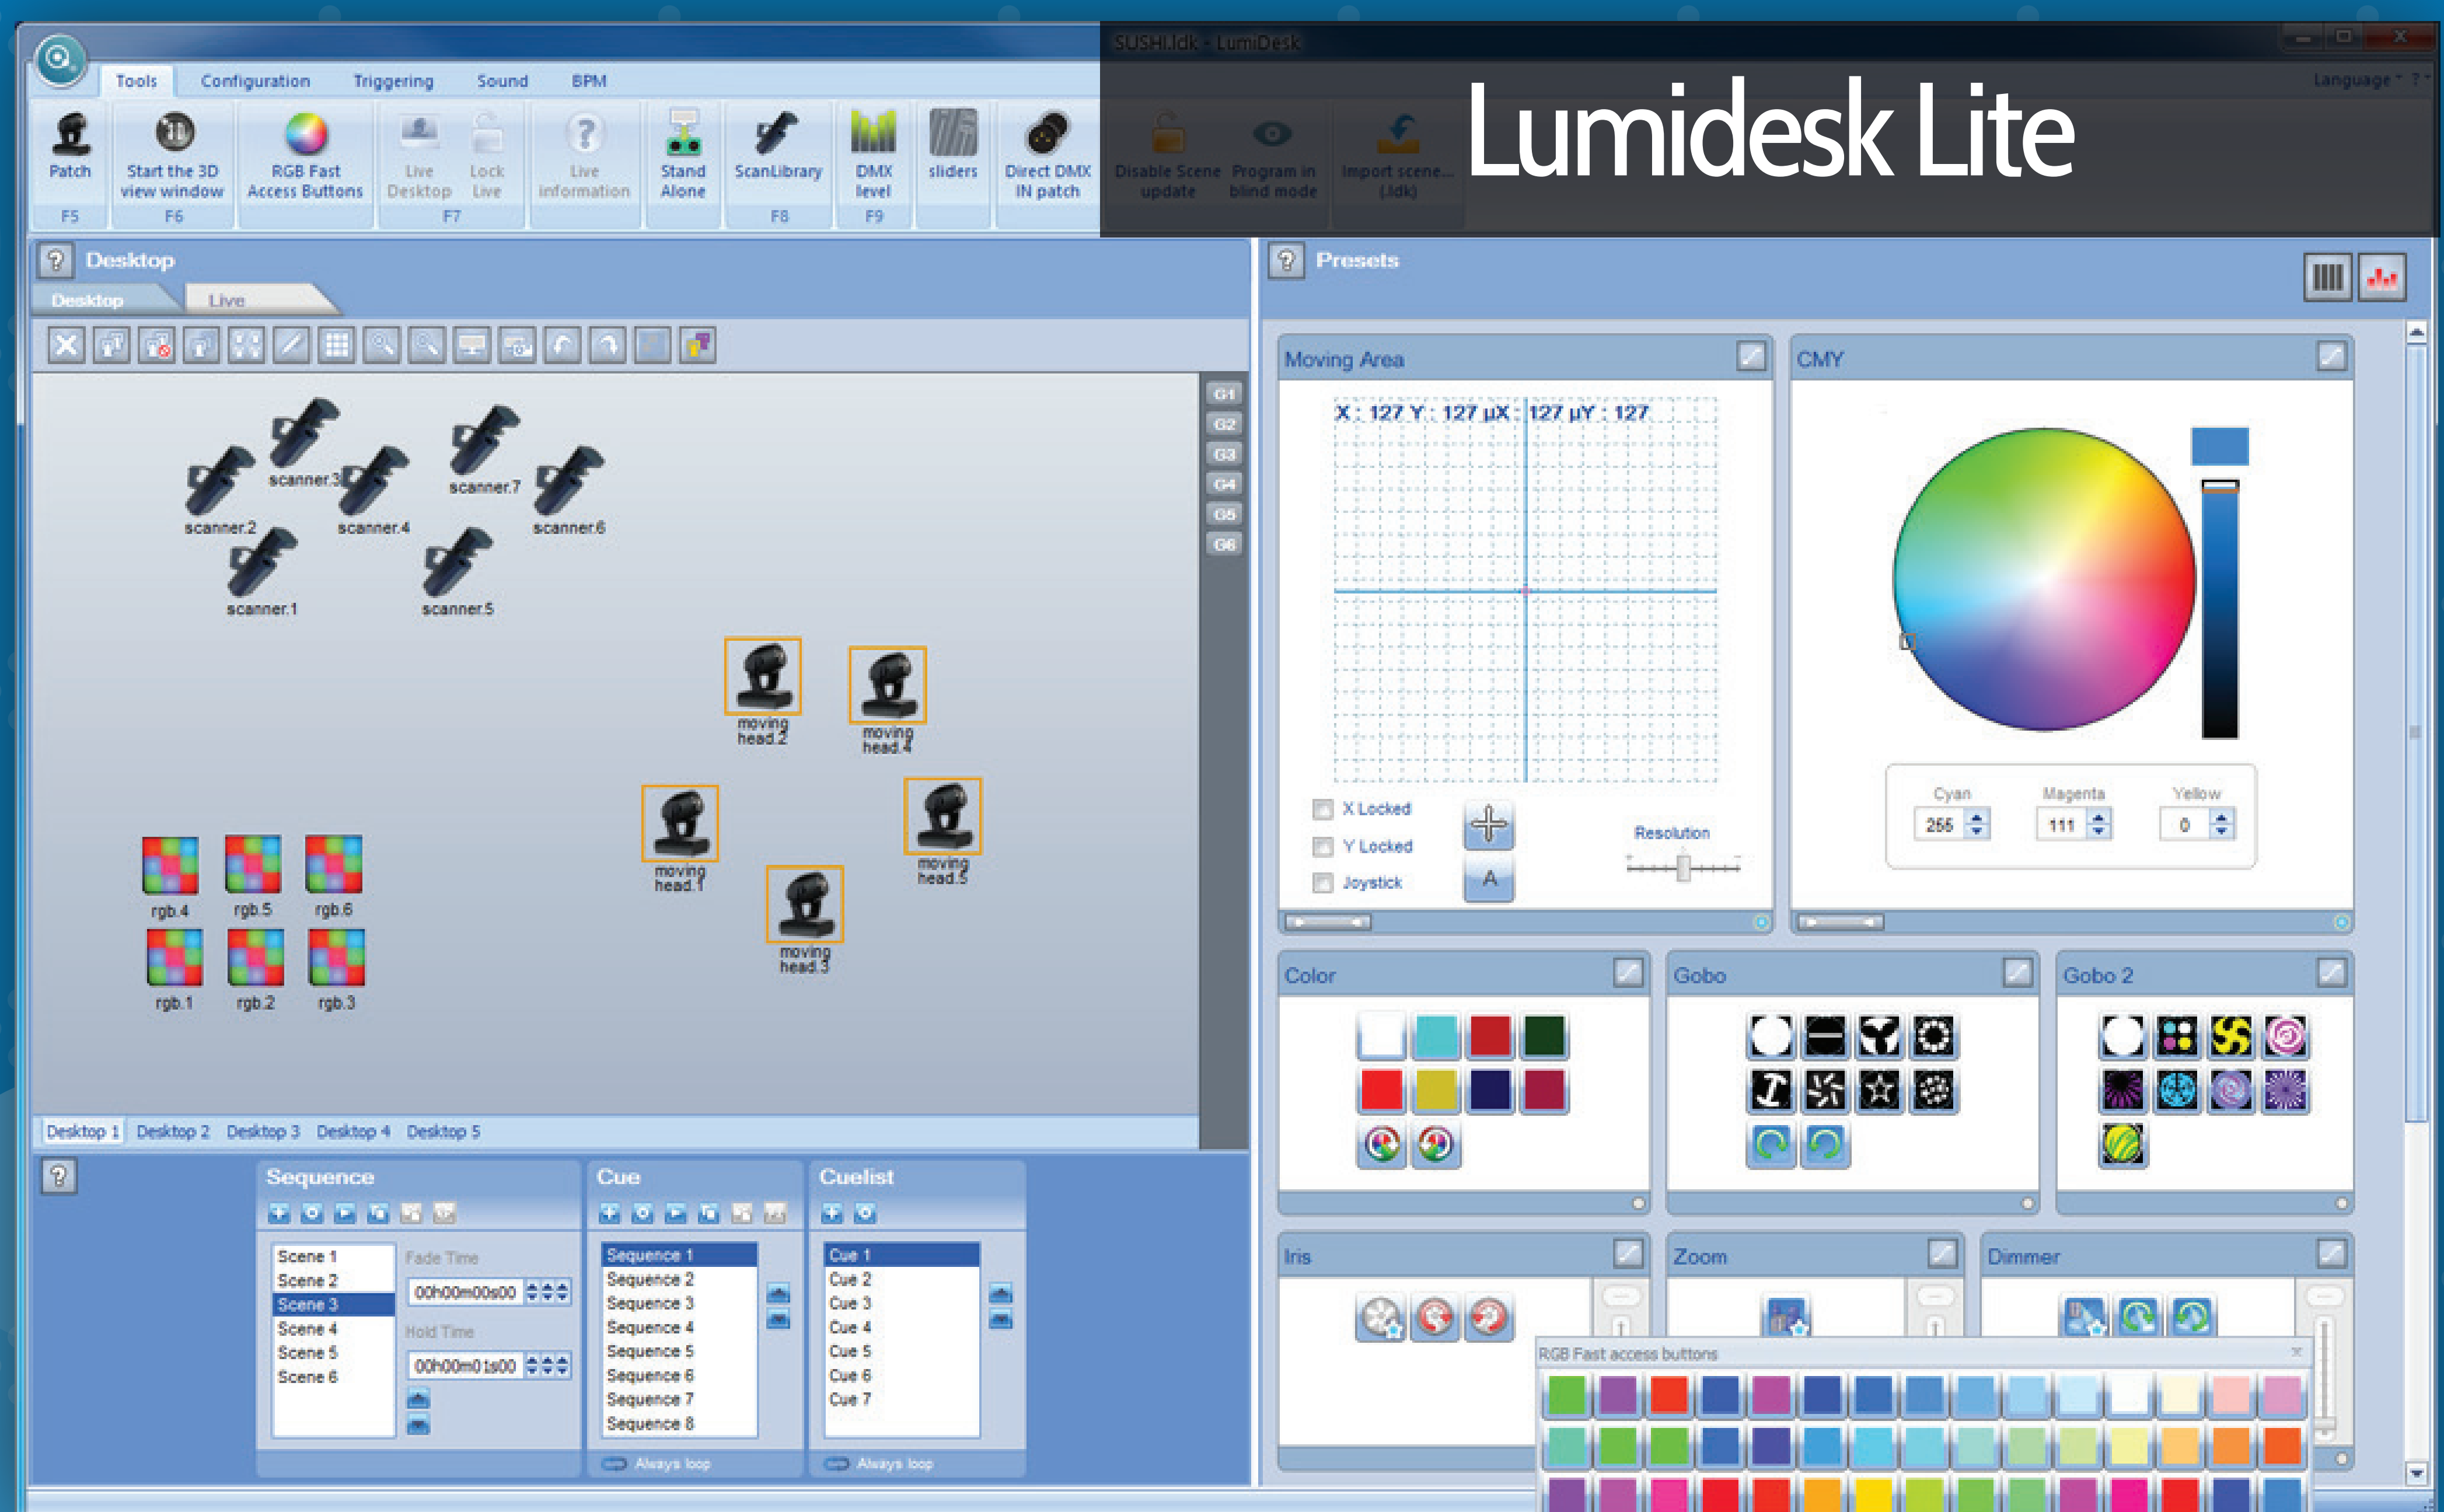 SUSHI.ldk - LumiDesk
Lumidesk Lite
Tools Configuration Triggering Sound BPM
Language ?
Patch
F5
Start the 3D
view window
F6
RGB Fast
Access Buttons
Live
Desktop
Lock
Live
F7
Live
information
Stand
Alone
ScanLibrary
F8
DMX
level
F9
sliders
Direct DMX
IN patch
Disable Scene
update
Program in
blind mode
Import scene...
(.ldk)
? Desktop
Desktop Live
G1
G2
G3
G4
G5
G6
scanner.3
scanner.7
scanner.2
scanner.4
scanner.6
scanner.1
scanner.5
moving
head.2
moving
head.4
moving
head.1
moving
head.5
moving
head.3
rgb.4 rgb.5 rgb.6
rgb.1 rgb.2 rgb.3
Desktop 1 Desktop 2 Desktop 3 Desktop 4 Desktop 5
?
Sequence
Scene 1
Scene 2
Scene 3
Scene 4
Scene 5
Scene 6
Fade Time
00h00m00s00
Hold Time
00h00m01s00
Cue
Sequence 1
Sequence 2
Sequence 3
Sequence 4
Sequence 5
Sequence 6
Sequence 7
Sequence 8
Always loop
Cuelist
Cue 1
Cue 2
Cue 3
Cue 4
Cue 5
Cue 6
Cue 7
Always loop
? Presets
Moving Area
X : 127 Y : 127 µX : 127 µY : 127
X Locked
Y Locked
Joystick
A
Resolution
CMY
Cyan Magenta Yellow
255 111 0
Color
Gobo
Gobo 2
Iris
Zoom
Dimmer
RGB Fast access buttons